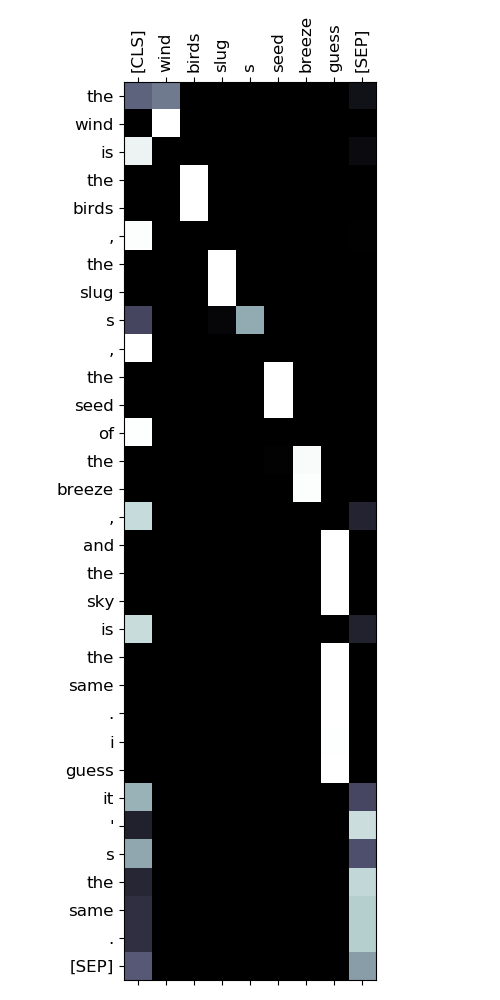 [CLS] wind birds slug s seed breeze guess [SEP]
the
wind
is
the
birds
,
the
slug
s
,
the
seed
of
the
breeze
,
and
the
sky
is
the
same
.
i
guess
it
'
s
the
same
.
[SEP]